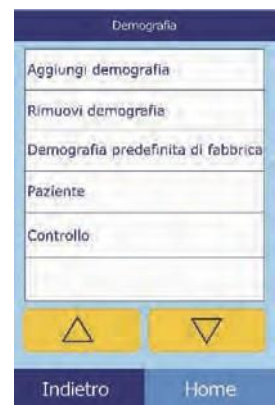 Demografia
Aggiungi demografia
Rimuovi demografia
Demografia predefinita di fabbrica
Paziente
Controllo
Indietro Home